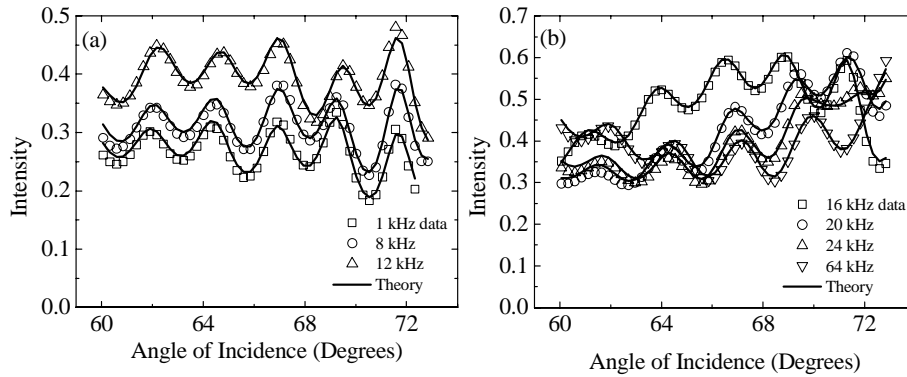 (a)
0.5
0.4
0.3
0.2
0.1
0.0
Intensity
60 64 68 72
Angle of Incidence (Degrees)
1 kHz data
8 kHz
12 kHz
Theory
(b)
0.7
0.6
0.5
0.4
0.3
0.2
0.1
0.0
Intensity
60 63 66 69 72
Angle of Incidence (Degrees)
16 kHz data
20 kHz
24 kHz
64 kHz
Theory